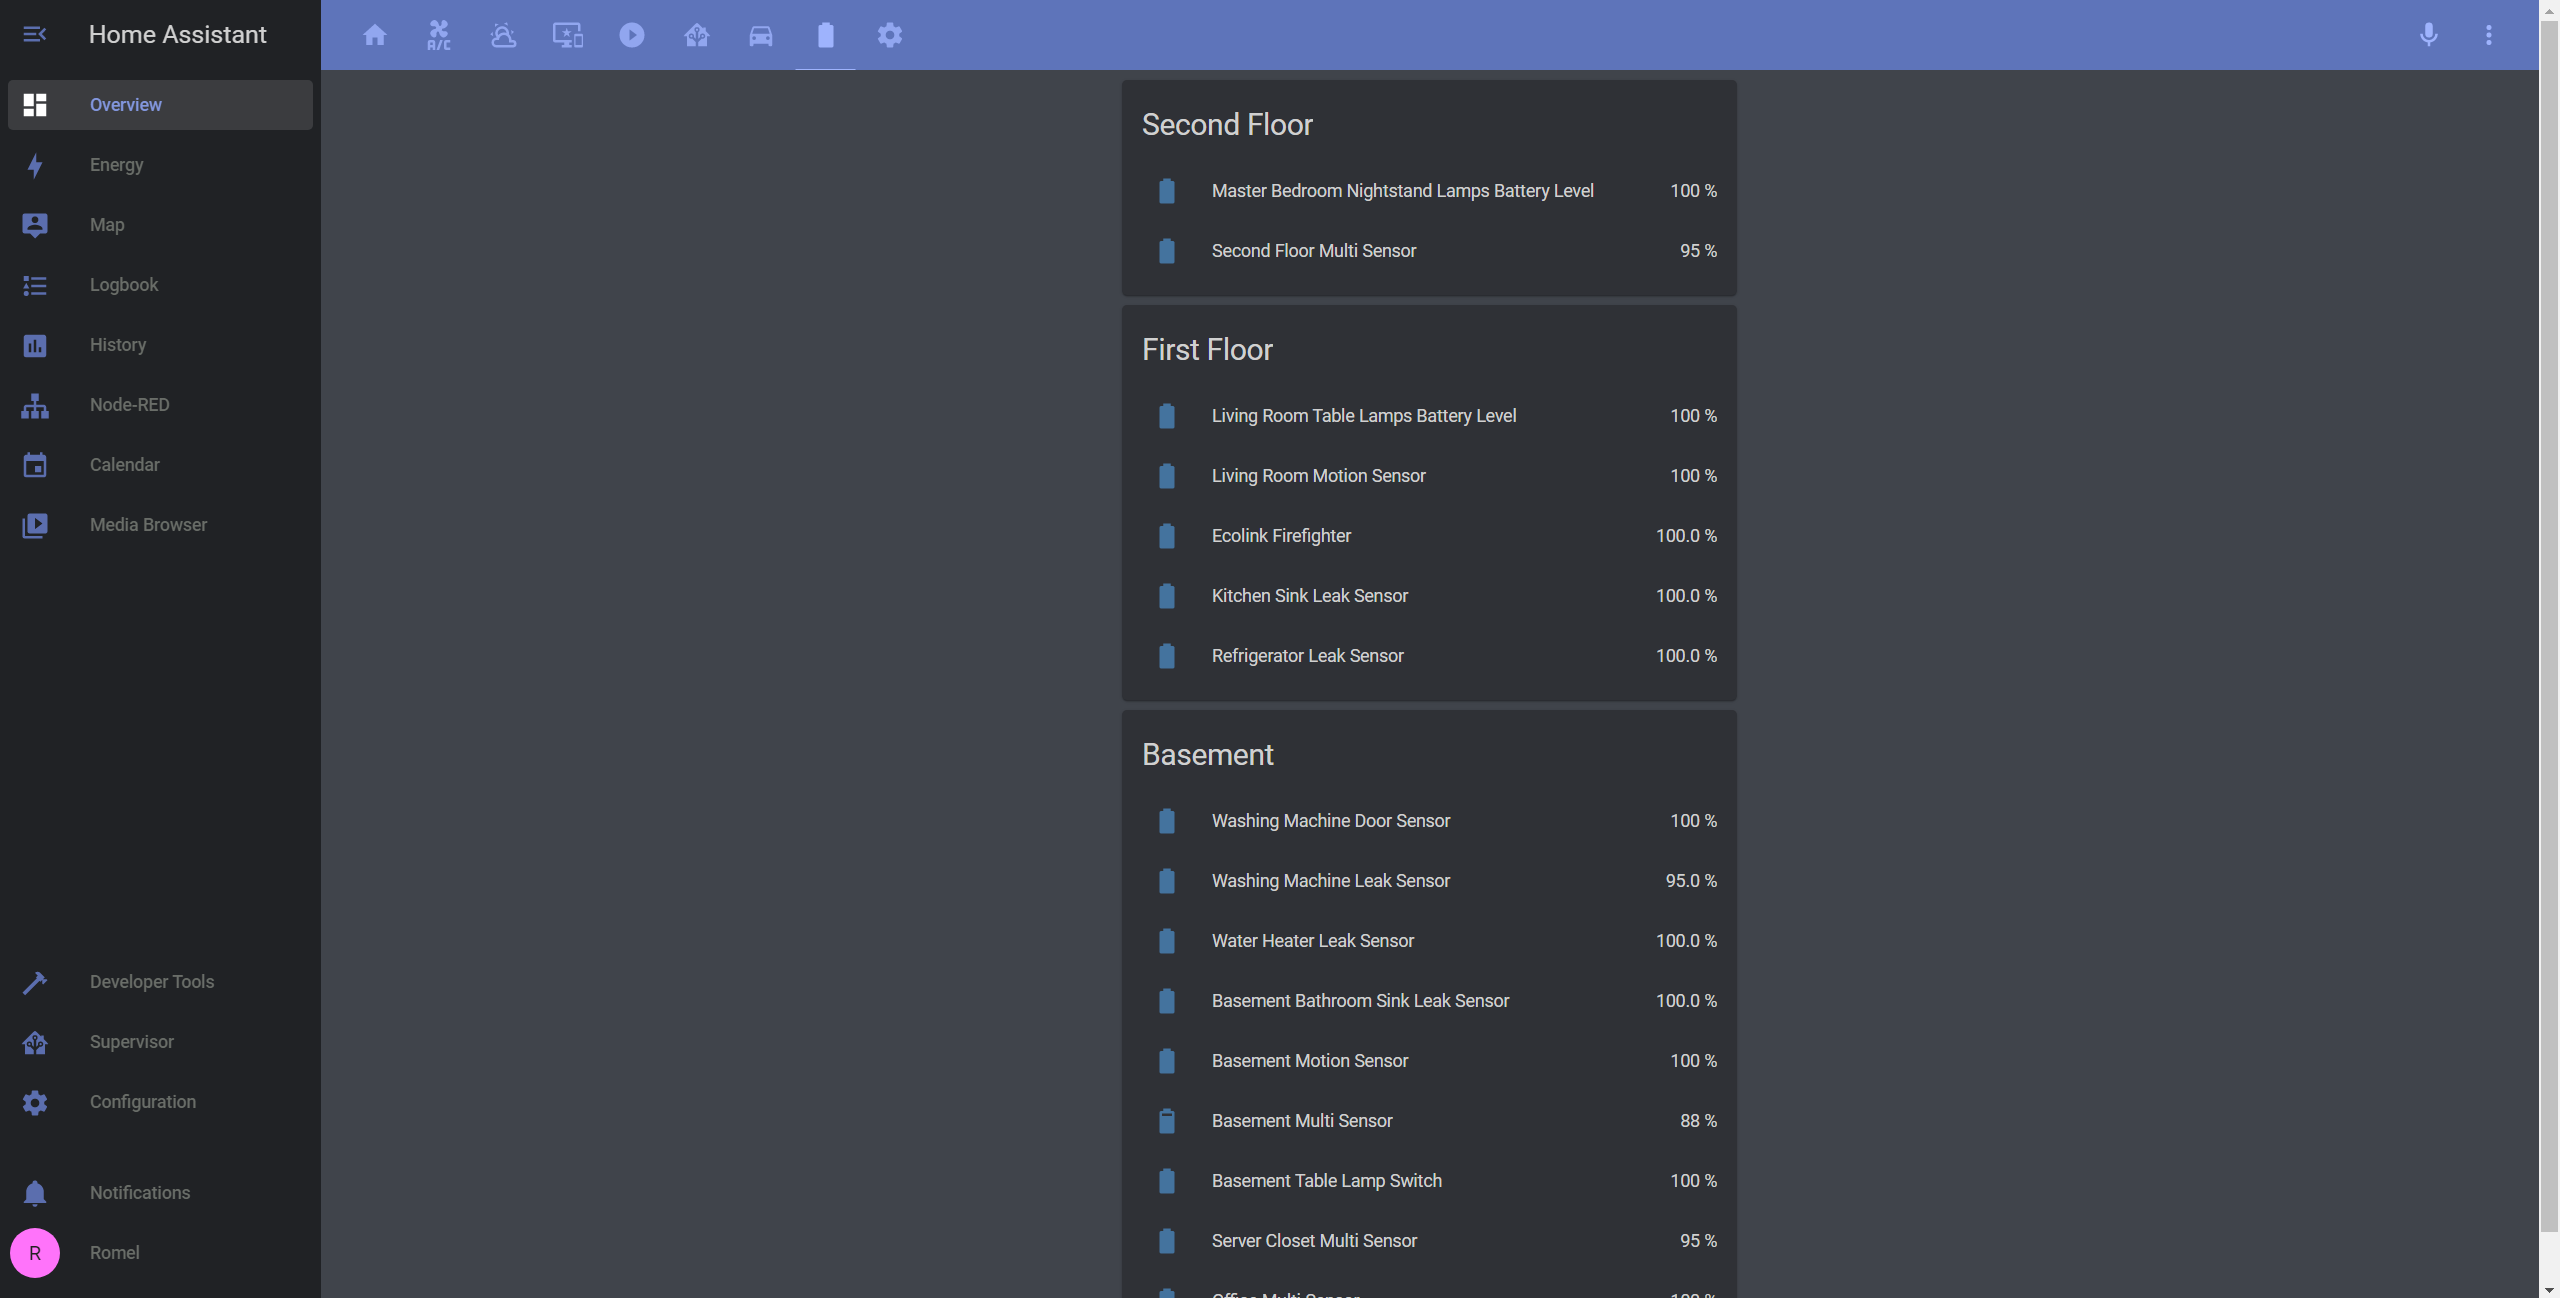 Home Assistant
A/C
Overview
Energy
Map
Logbook
History
Node-RED
Calendar
Media Browser
Developer Tools
Supervisor
Configuration
Notifications
R Romel
Second Floor
Master Bedroom Nightstand Lamps Battery Level 100 %
Second Floor Multi Sensor 95 %
First Floor
Living Room Table Lamps Battery Level 100 %
Living Room Motion Sensor 100 %
Ecolink Firefighter 100.0 %
Kitchen Sink Leak Sensor 100.0 %
Refrigerator Leak Sensor 100.0 %
Basement
Washing Machine Door Sensor 100 %
Washing Machine Leak Sensor 95.0 %
Water Heater Leak Sensor 100.0 %
Basement Bathroom Sink Leak Sensor 100.0 %
Basement Motion Sensor 100 %
Basement Multi Sensor 88 %
Basement Table Lamp Switch 100 %
Server Closet Multi Sensor 95 %
Office Multi Sensor